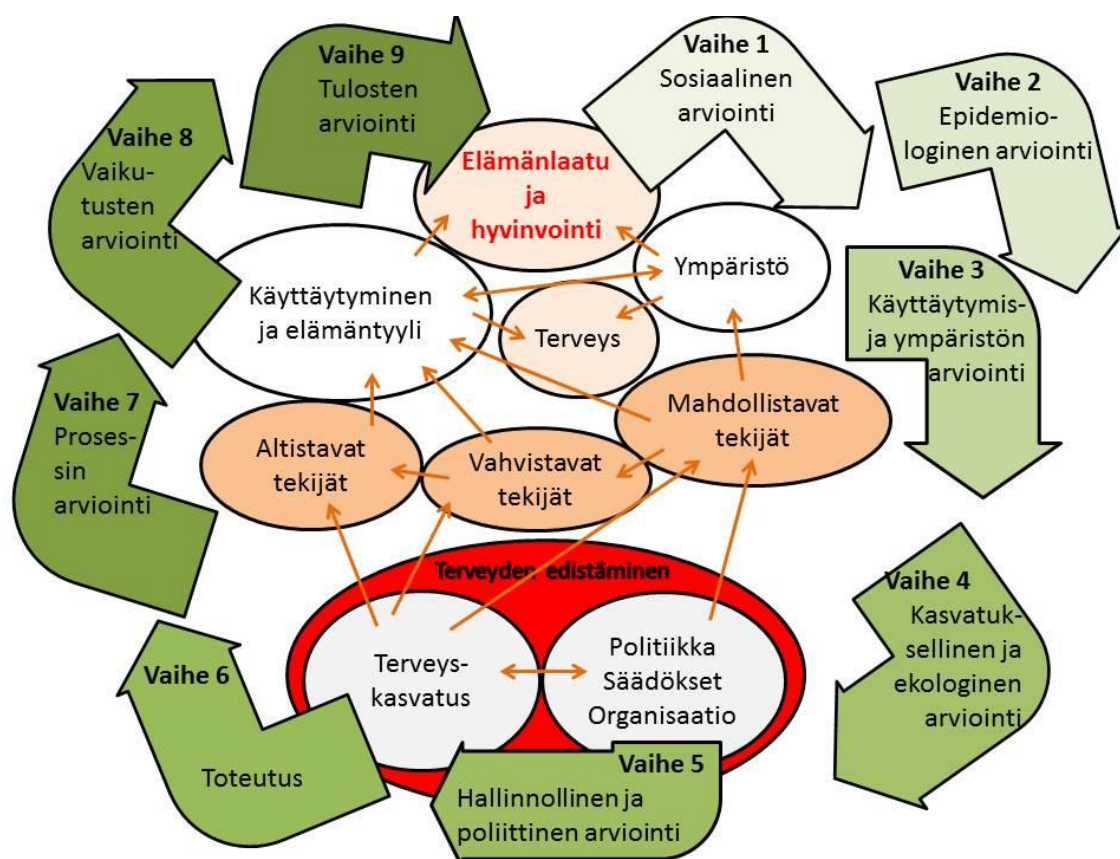 Vaihe 1
Sosiaalinen
arviointi
Vaihe 2
Epidemio-
loginen arviointi
Vaihe 3
Käyttäytymis-
ja ympäristön
arviointi
Vaihe 4
Kasvatuk-
sellinen ja
ekologinen
arviointi
Vaihe 5
Hallinnollinen ja
poliittinen arviointi
Vaihe 6
Toteutus
Vaihe 7
Proses-
sin
arviointi
Vaihe 8
Vaiku-
tusten
arviointi
Vaihe 9
Tulosten
arviointi
Elämänlaatu
ja
hyvinvointi
Käyttäytyminen
ja elämäntyyli
Ympäristö
Terveys
Altistavat
tekijät
Vahvistavat
tekijät
Mahdollistavat
tekijät
Terveyden edistäminen
Terveys-
kasvatus
Politiikka
Säädökset
Organisaatio